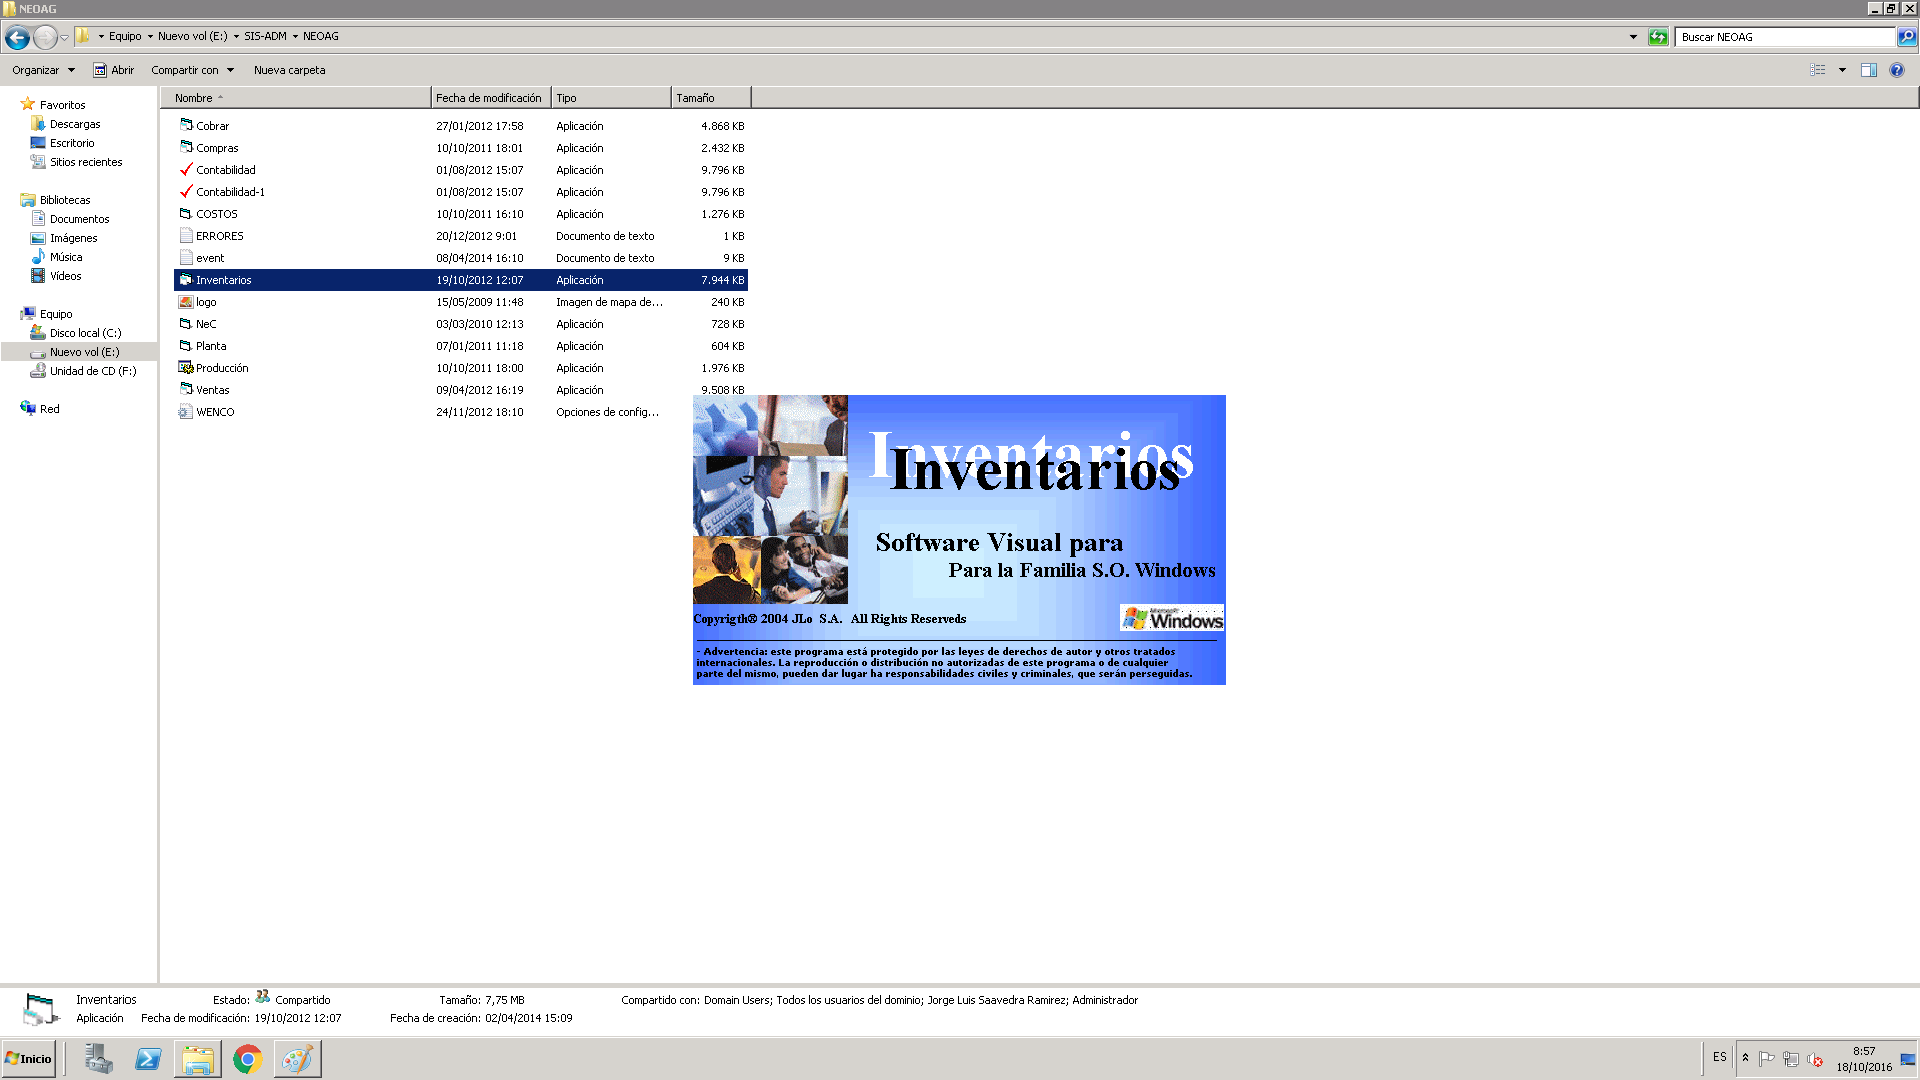 NEOAG
Equipo Nuevo vol (E:) SIS-ADM NEOAG
Buscar NEOAG
Organizar Abrir Compartir con Nueva carpeta
Favoritos
Descargas
Escritorio
Sitios recientes
Bibliotecas
Documentos
Imágenes
Música
Vídeos
Equipo
Disco local (C:)
Nuevo vol (E:)
Unidad de CD (F:)
Red
Nombre Fecha de modificación Tipo Tamaño
Cobrar 27/01/2012 17:58 Aplicación 4.868 KB
Compras 10/10/2011 18:01 Aplicación 2.432 KB
Contabilidad 01/08/2012 15:07 Aplicación 9.796 KB
Contabilidad-1 01/08/2012 15:07 Aplicación 9.796 KB
COSTOS 10/10/2011 16:10 Aplicación 1.276 KB
ERRORES 20/12/2012 9:01 Documento de texto 1 KB
event 08/04/2014 16:10 Documento de texto 9 KB
Inventarios 19/10/2012 12:07 Aplicación 7.944 KB
logo 15/05/2009 11:48 Imagen de mapa de... 240 KB
NeC 03/03/2010 12:13 Aplicación 728 KB
Planta 07/01/2011 11:18 Aplicación 604 KB
Producción 10/10/2011 18:00 Aplicación 1.976 KB
Ventas 09/04/2012 16:19 Aplicación 9.508 KB
WENCO 24/11/2012 18:10 Opciones de config...
Inventarios
Inventarios
Software Visual para
Para la Familia S.O. Windows
Copyrigth® 2004 JLo S.A. All Rights Reserveds
Microsoft
Windows
- Advertencia: este programa está protegido por las leyes de derechos de autor y otros tratados
internacionales. La reproducción o distribución no autorizadas de este programa o de cualquier
parte del mismo, pueden dar lugar ha responsabilidades civiles y criminales, que serán perseguidas.
Inventarios Estado: Compartido Tamaño: 7,75 MB Compartido con: Domain Users; Todos los usuarios del dominio; Jorge Luis Saavedra Ramirez; Administrador
Aplicación Fecha de modificación: 19/10/2012 12:07 Fecha de creación: 02/04/2014 15:09
Inicio
ES
8:57
18/10/2016